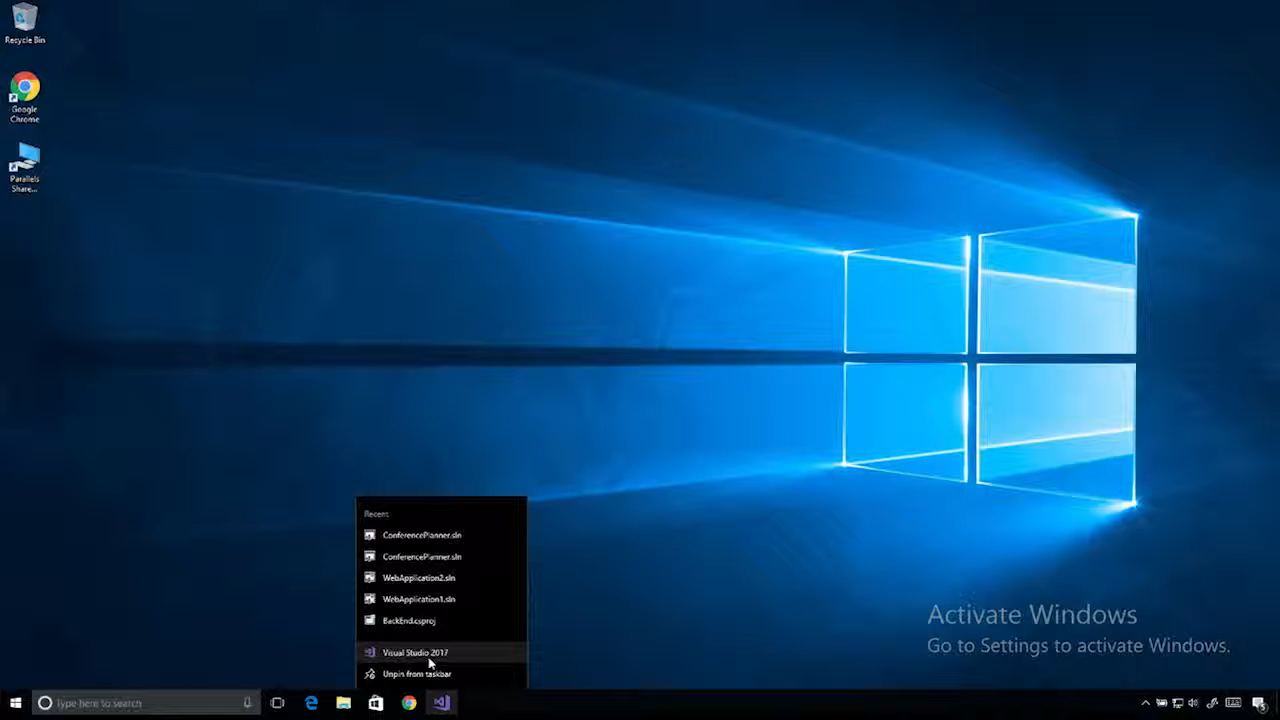 Recycle Bin
Google
Chrome
Parallels
Share...
Recent
ConferencePlanner.sln
ConferencePlanner.sln
WebApplication2.sln
WebApplication1.sln
BackEnd.csproj
Visual Studio 2017
Unpin from taskbar
Activate Windows
Go to Settings to activate Windows.
Type here to search